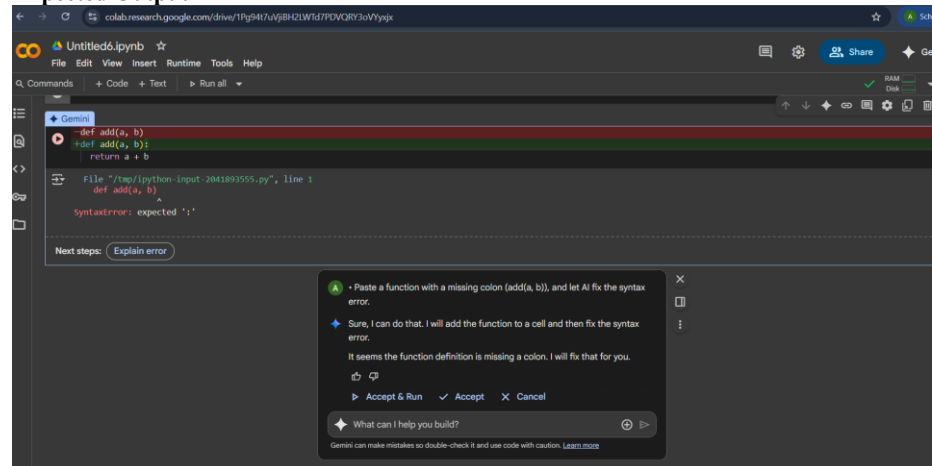 colab.research.google.com/drive/1Pg94t7uVjiBH2LWTd7PDVQRY3oVYyxjx
Sch
Untitled6.ipynb
File Edit View Insert Runtime Tools Help
Share
Ge
Commands + Code + Text Run all
RAM
Disk
Gemini
-def add(a, b)
+def add(a, b):
return a + b
File "/tmp/ipython-input-2041893555.py", line 1
def add(a, b)
^
SyntaxError: expected ':'
Next steps: Explain error
A • Paste a function with a missing colon (add(a, b)), and let AI fix the syntax
error.
Sure, I can do that. I will add the function to a cell and then fix the syntax
error.
It seems the function definition is missing a colon. I will fix that for you.
Accept & Run Accept Cancel
What can I help you build?
Gemini can make mistakes so double-check it and use code with caution. Learn more